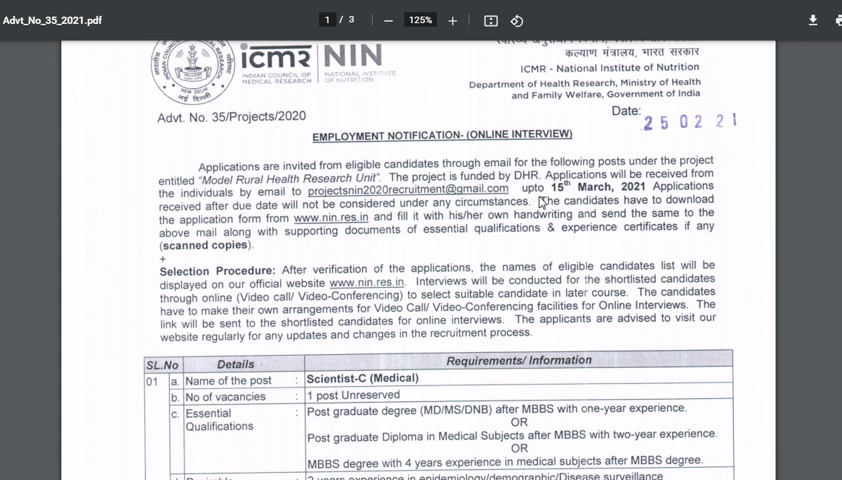 Advt_No_35_2021.pdf
1 / 3
125%
icmr NIN
INDIAN COUNCIL OF MEDICAL RESEARCH
NATIONAL INSTITUTE OF NUTRITION
NEW DELHI
कल्याण मंत्रालय, भारत सरकार
ICMR - National Institute of Nutrition
Department of Health Research, Ministry of Health
and Family Welfare, Government of India
Advt. No. 35/Projects/2020
Date:
25 02 21
EMPLOYMENT NOTIFICATION- (ONLINE INTERVIEW)
Applications are invited from eligible candidates through email for the following posts under the project
entitled "Model Rural Health Research Unit". The project is funded by DHR. Applications will be received from
the individuals by email to projectsnin2020recruitment@gmail.com upto 15th March, 2021 Applications
received after due date will not be considered under any circumstances. The candidates have to download
the application form from www.nin.res.in and fill it with his/her own handwriting and send the same to the
above mail along with supporting documents of essential qualifications & experience certificates if any
(scanned copies).
+
Selection Procedure: After verification of the applications, the names of eligible candidates list will be
displayed on our official website www.nin.res.in. Interviews will be conducted for the shortlisted candidates
through online (Video call/ Video-Conferencing) to select suitable candidate in later course. The candidates
have to make their own arrangements for Video Call/ Video-Conferencing facilities for Online Interviews. The
link will be sent to the shortlisted candidates for online interviews. The applicants are advised to visit our
website regularly for any updates and changes in the recruitment process.
SL.No Details Requirements/ Information
01 a. Name of the post : Scientist-C (Medical)
b. No of vacancies : 1 post Unreserved
c. Essential Qualifications : Post graduate degree (MD/MS/DNB) after MBBS with one-year experience.
OR
Post graduate Diploma in Medical Subjects after MBBS with two-year experience.
OR
MBBS degree with 4 years experience in medical subjects after MBBS degree.
2 years experience in epidemiology/demographic/Disease surveillance